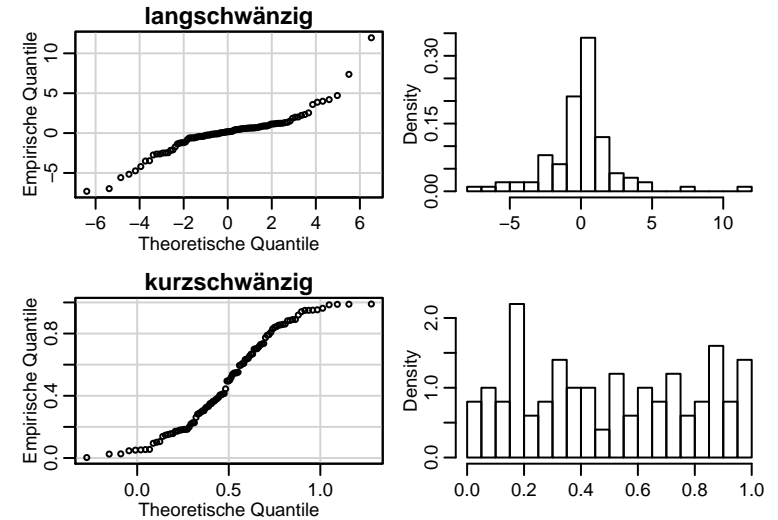 langschwänzig
Empirische Quantile
−5 0 5 10
−6 −4 −2 0 2 4 6
Theoretische Quantile
Density
0.00 0.15 0.30
−5 0 5 10
kurzschwänzig
Empirische Quantile
0.0 0.4 0.8
0.0 0.5 1.0
Theoretische Quantile
Density
0.0 1.0 2.0
0.0 0.2 0.4 0.6 0.8 1.0